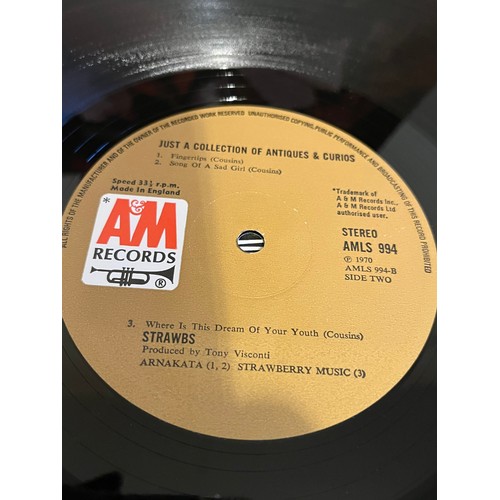 ALL RIGHTS OF THE MANUFACTURER AND OF THE OWNER OF THE RECORDED WORK RESERVED UNAUTHORISED COPYING, PUBLIC PERFORMANCE AND BROADCASTING OF THIS RECORD PROHIBITED
JUST A COLLECTION OF ANTIQUES & CURIOS
1. Fingertips (Cousins)
2. Song Of A Sad Girl (Cousins)
Speed 33⅓ r.p.m.
Made in England
*Trademark of
A & M Records Inc.,
A & M Records Ltd
authorised user.
*
A&M
RECORDS
®
STEREO
AMLS 994
℗ 1970
AMLS 994-B
SIDE TWO
3. Where Is This Dream Of Your Youth (Cousins)
STRAWBS
Produced by Tony Visconti
ARNAKATA (1, 2) STRAWBERRY MUSIC (3)